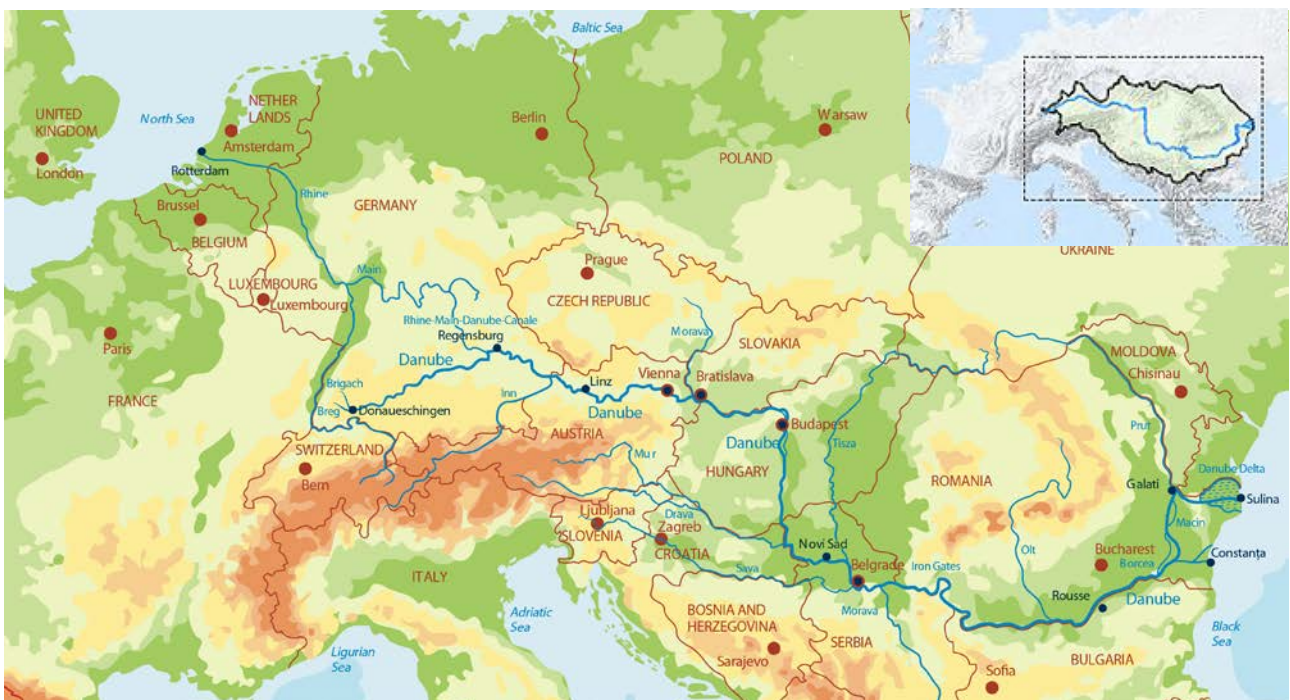 Baltic Sea
UNITED
KINGDOM
London
North Sea
NETHER
LANDS
Amsterdam
Rotterdam
Berlin
Warsaw
POLAND
Rhine
Brussel
BELGIUM
GERMANY
UKRAINE
LUXEMBOURG
Luxembourg
Main
Prague
CZECH REPUBLIC
Paris
Rhine-Main-Danube-Canale
Regensburg
Morava
SLOVAKIA
MOLDOVA
Chisinau
Danube
FRANCE
Brigach
Breg
Donaueschingen
Inn
Linz
Danube
Vienna
Bratislava
Budapest
Danube
Tisza
Prut
SWITZERLAND
Bern
AUSTRIA
Mur
HUNGARY
ROMANIA
Danube Delta
Galati
Sulina
Macin
Ljubljana
SLOVENIA
Drava
Zagreb
CROATIA
Novi Sad
Olt
Bucharest
Borcea
Constanța
ITALY
Sava
Belgrade
Iron Gates
Rousse
Danube
Adriatic
Sea
BOSNIA AND
HERZEGOVINA
Sarajevo
Morava
SERBIA
Black
Sea
Ligurian
Sea
Sofia
BULGARIA